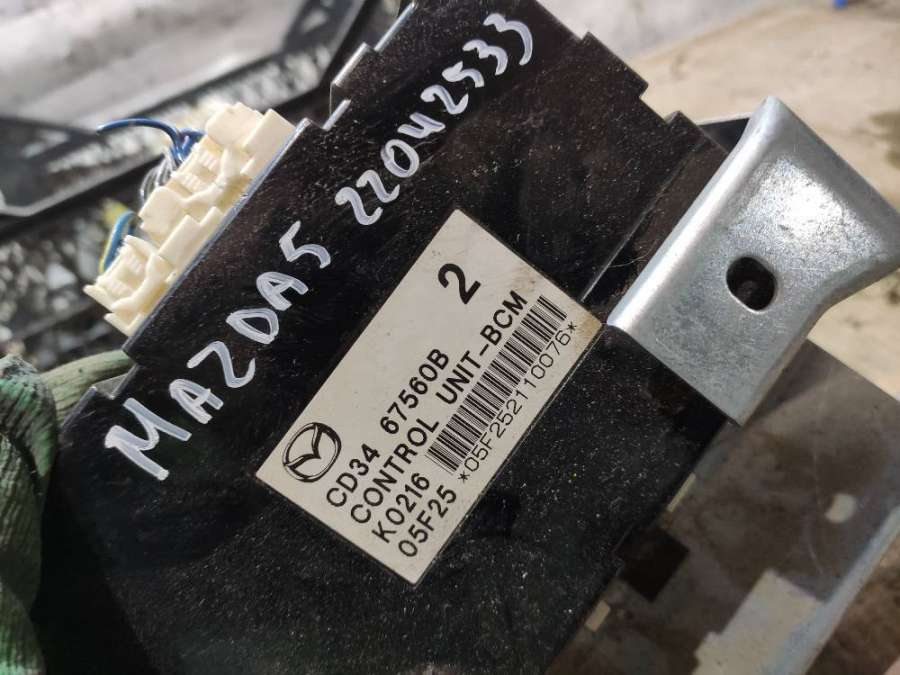 MAZDA5 22042533
2
CD34 67560B
CONTROL UNIT-BCM
K0216
05F25 *05F252110076*